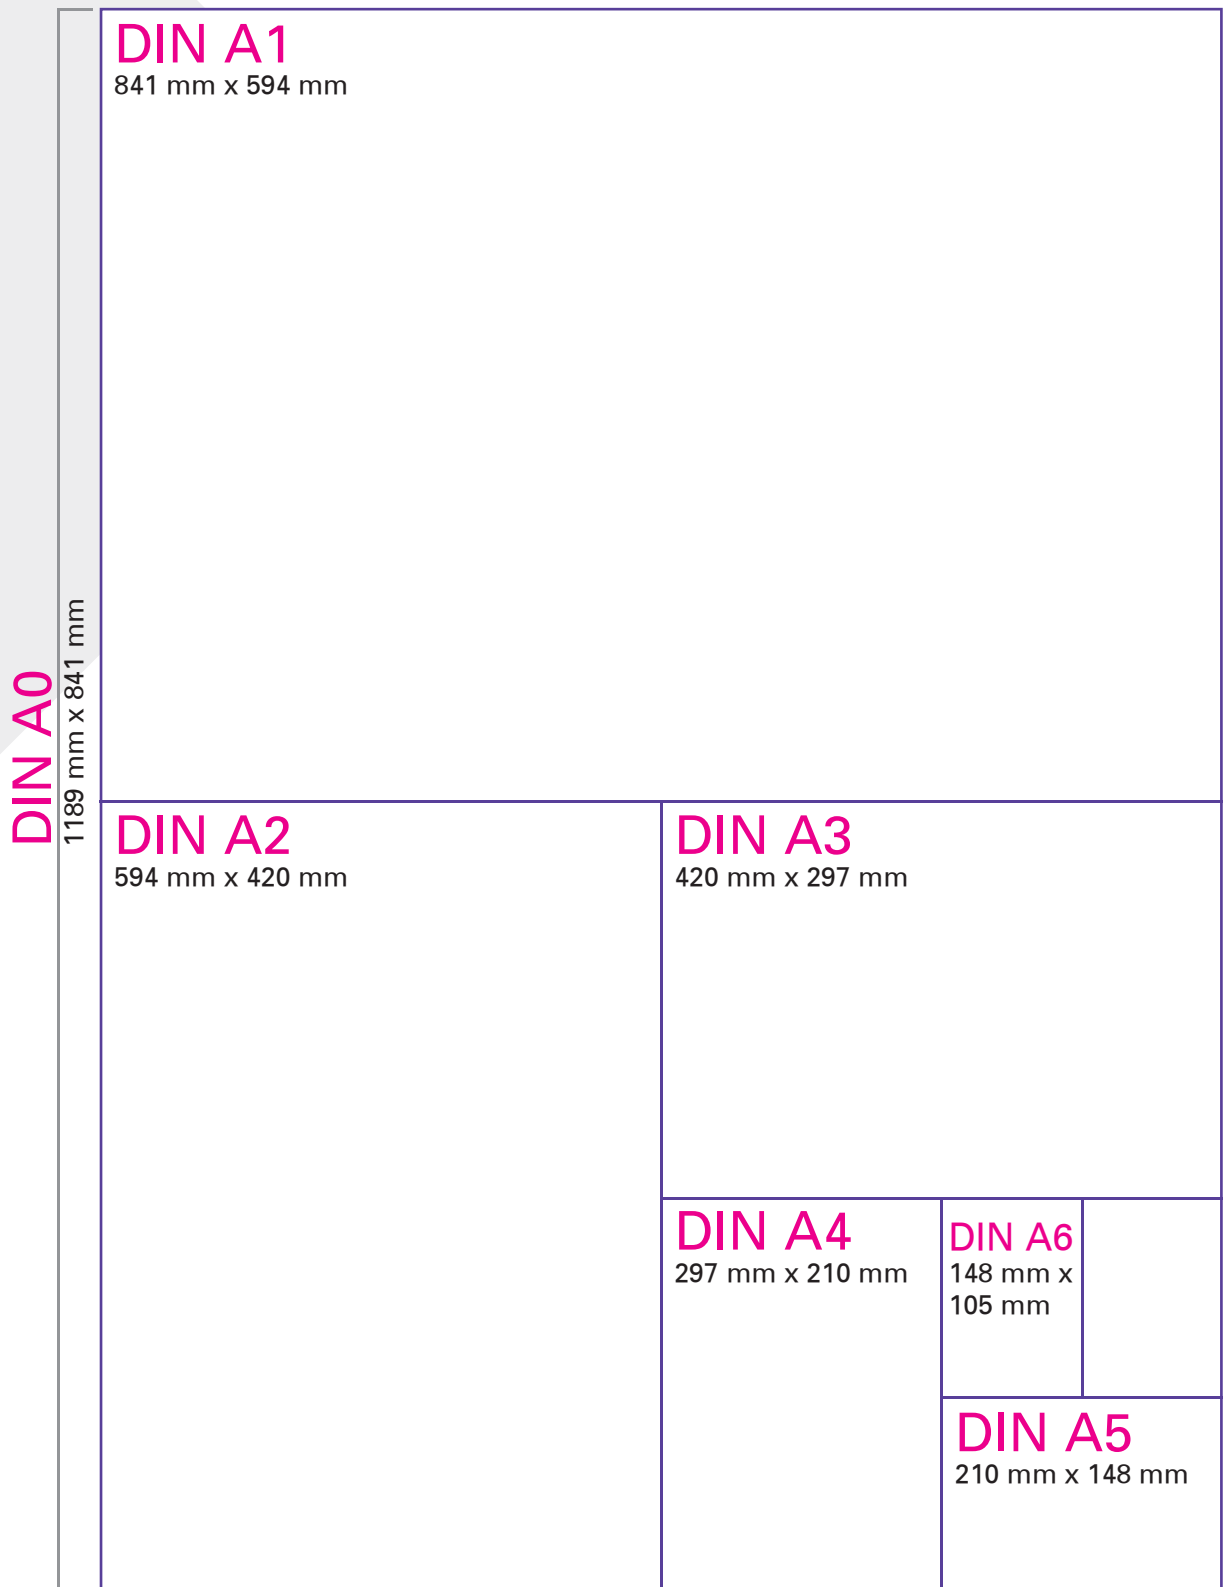 DIN A1
841 mm x 594 mm
DIN A0
1189 mm x 841 mm
DIN A2
594 mm x 420 mm
DIN A3
420 mm x 297 mm
DIN A4
297 mm x 210 mm
DIN A6
148 mm x
105 mm
DIN A5
210 mm x 148 mm